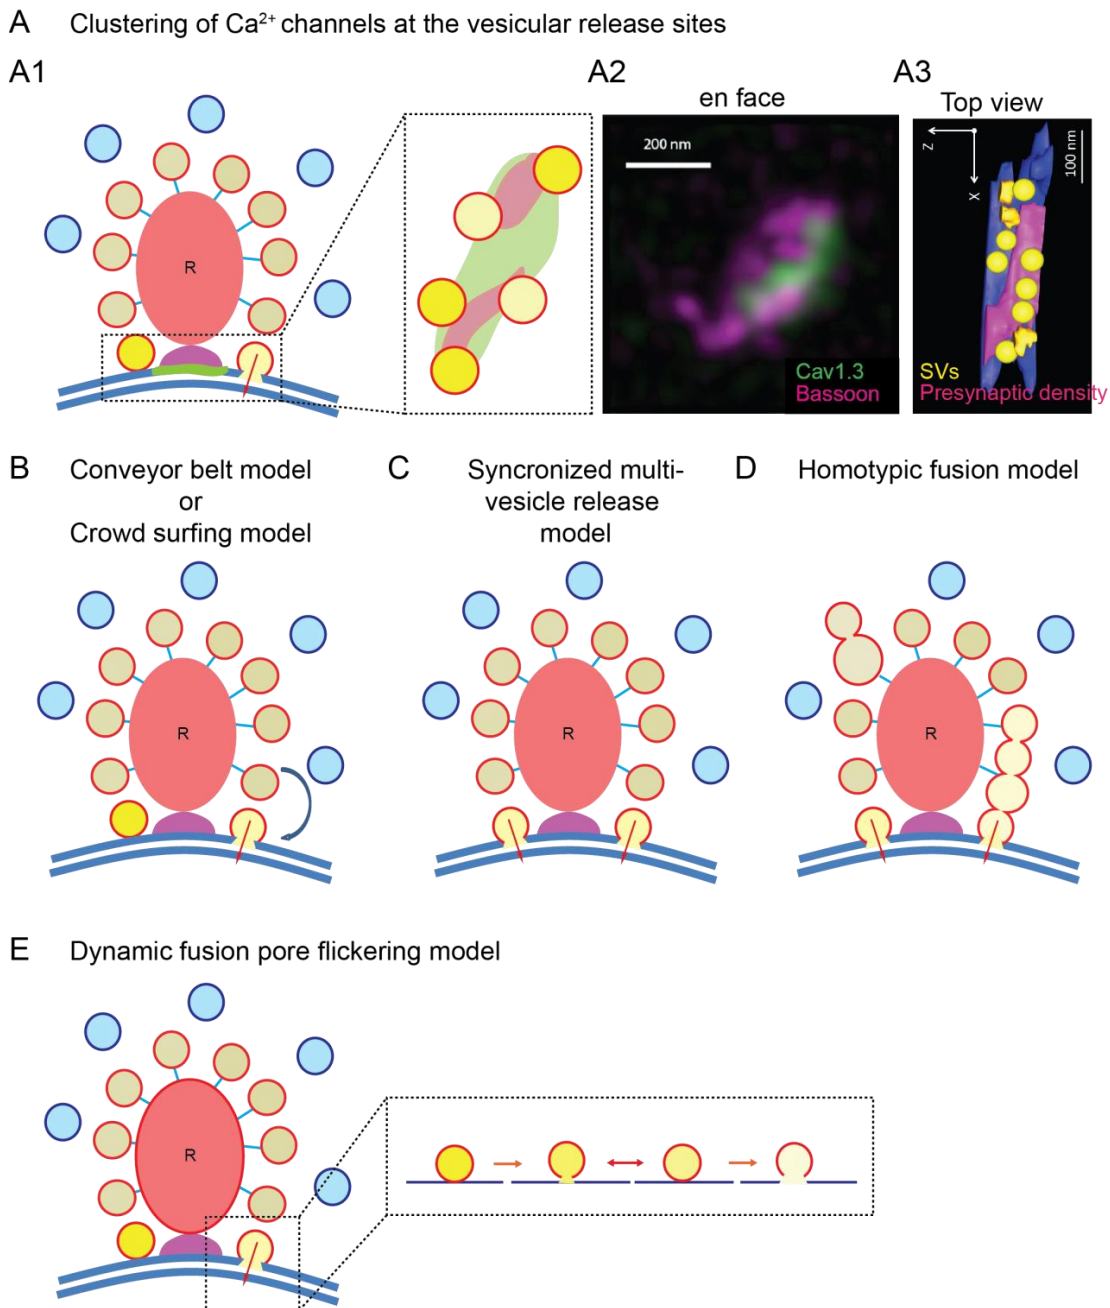 A Clustering of Ca²⁺ channels at the vesicular release sites
A1
A2
A3
en face
Top view
200 nm
Z
X
100 nm
R
Cav1.3
Bassoon
SVs
Presynaptic density
B Conveyor belt model
or
Crowd surfing model
C Syncronized multi-
vesicle release
model
D Homotypic fusion model
R
R
R
E Dynamic fusion pore flickering model
R